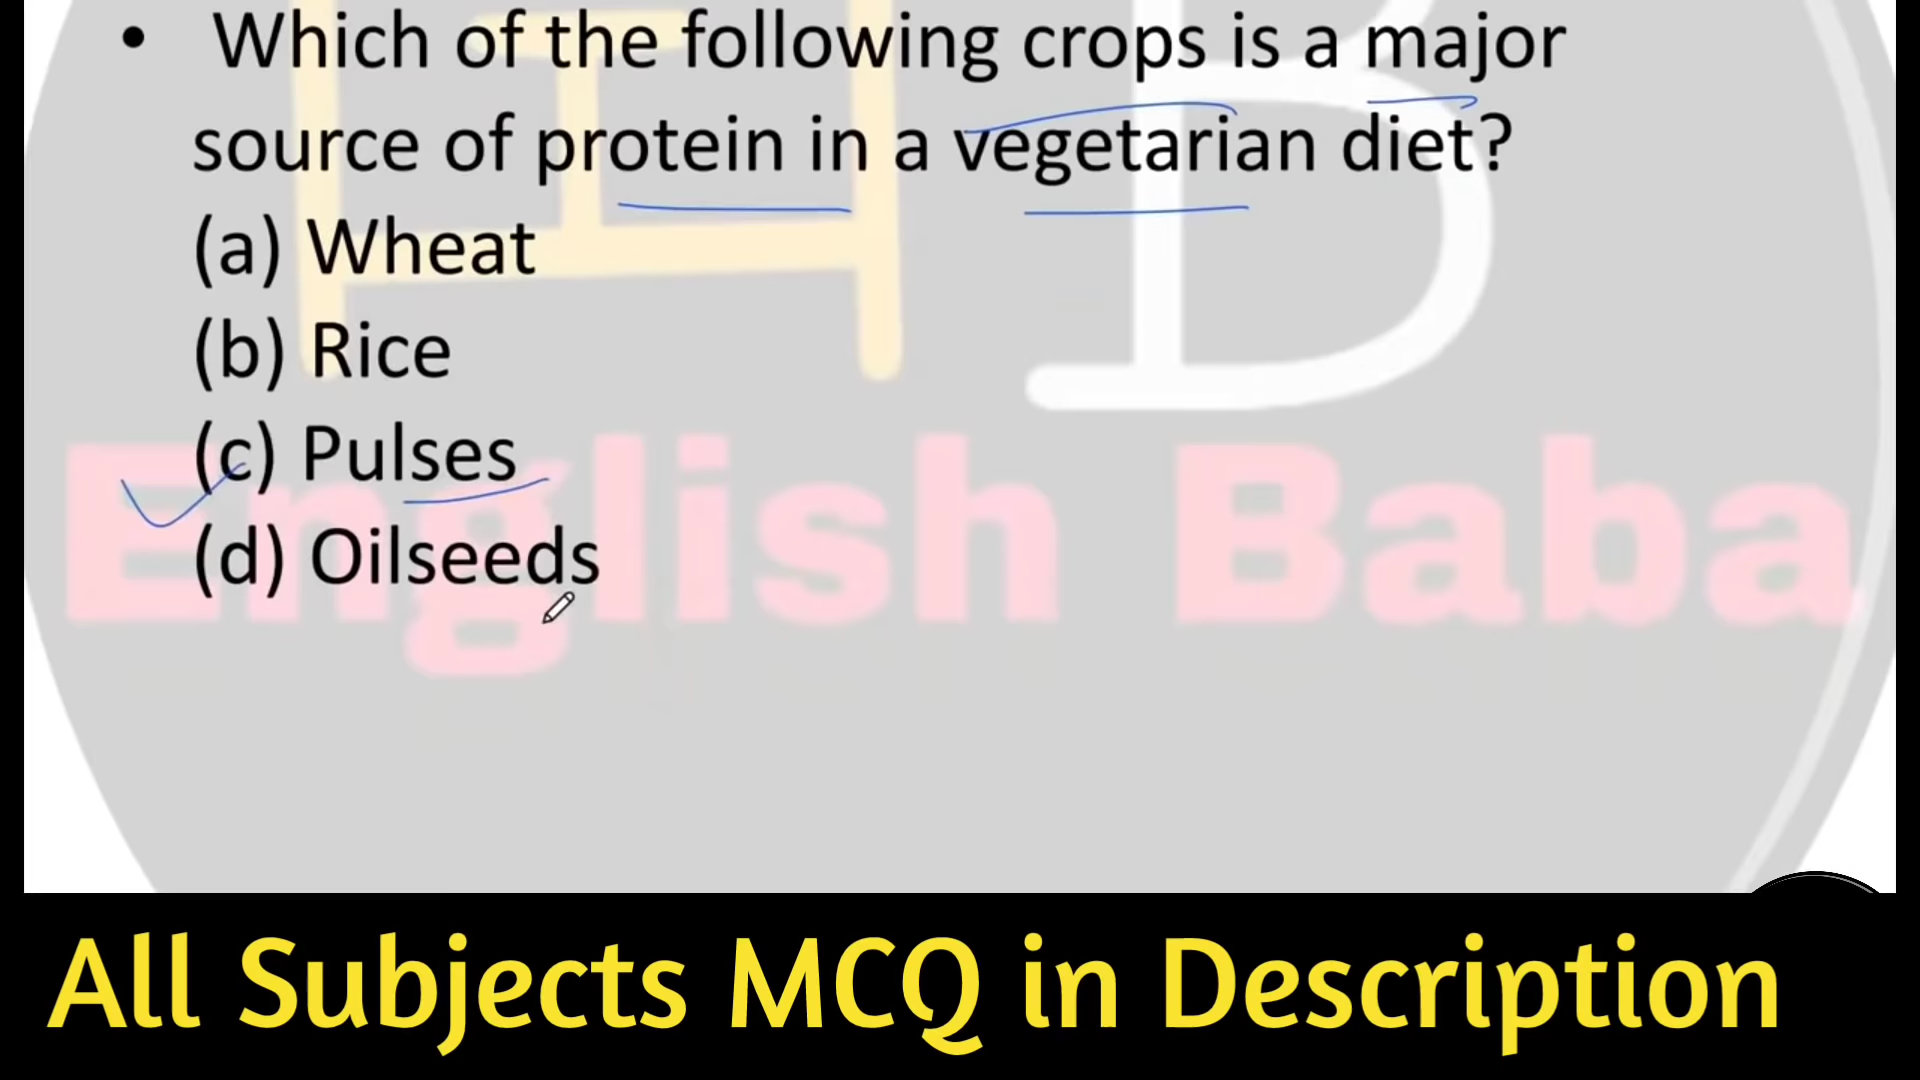 • Which of the following crops is a major
source of protein in a vegetarian diet?
(a) Wheat
(b) Rice
(c) Pulses
(d) Oilseeds
HB
English Baba
All Subjects MCQ in Description